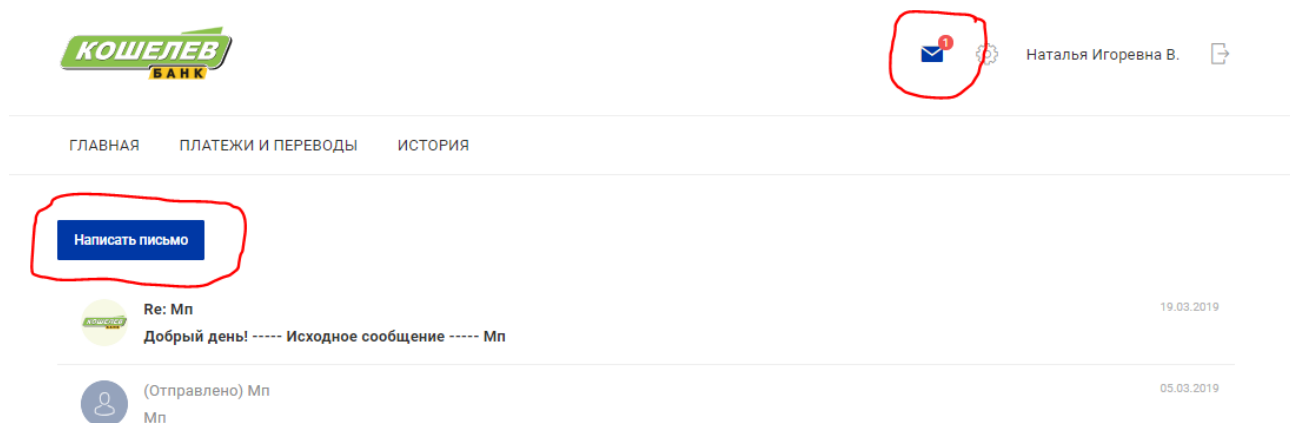 КОШЕЛЕВ
БАНК
1
Наталья Игоревна В.
ГЛАВНАЯ ПЛАТЕЖИ И ПЕРЕВОДЫ ИСТОРИЯ
Написать письмо
Re: Мп 19.03.2019
КОШЕЛЕВ
Добрый день! ----- Исходное сообщение ----- Мп
(Отправлено) Мп 05.03.2019
Мп